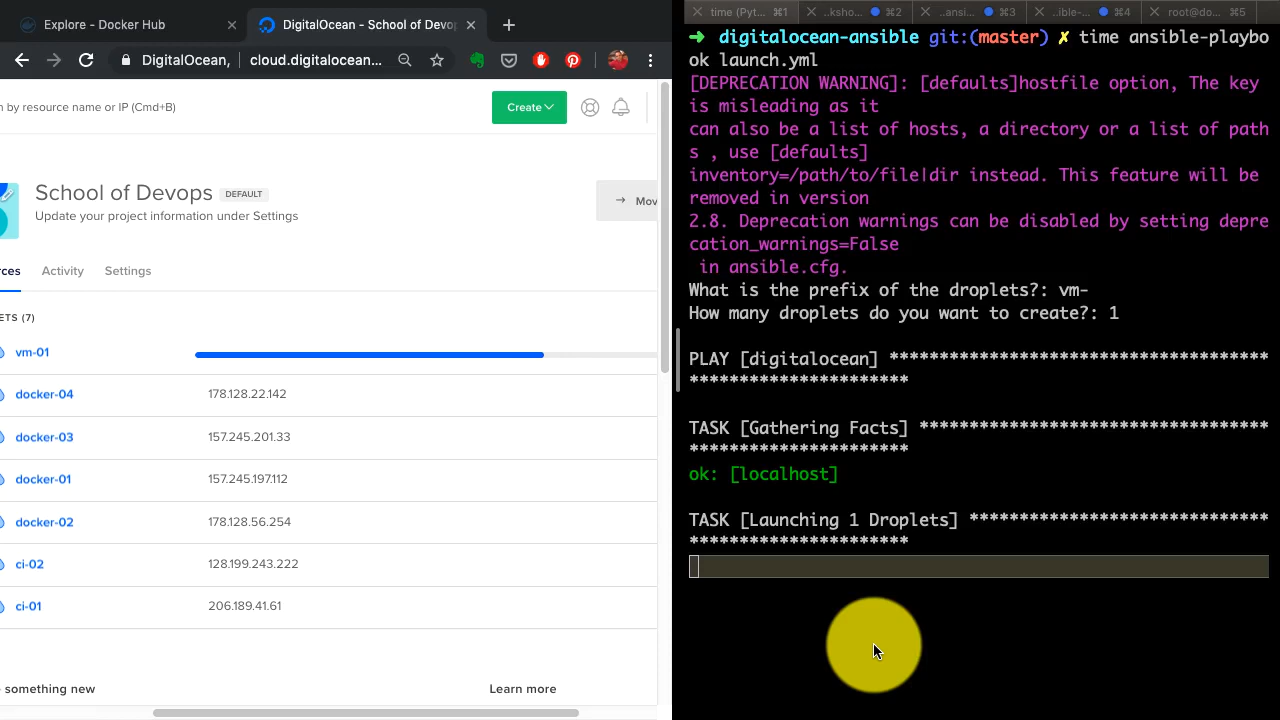 Explore - Docker Hub
DigitalOcean - School of Devop
DigitalOcean,
cloud.digitalocean...
n by resource name or IP (Cmd+B)
Create
School of Devops
DEFAULT
Update your project information under Settings
→ Mov
rces
Activity
Settings
ETS (7)
vm-01
docker-04
178.128.22.142
docker-03
157.245.201.33
docker-01
157.245.197.112
docker-02
178.128.56.254
ci-02
128.199.243.222
ci-01
206.189.41.61
something new
Learn more
time (Pyt... ⌘1
..ksho... ⌘2
..ansi... ⌘3
..ible-... ⌘4
root@do... ⌘5
➜ digitalocean-ansible git:(master) ✗ time ansible-playbo
ok launch.yml
[DEPRECATION WARNING]: [defaults]hostfile option, The key
is misleading as it
can also be a list of hosts, a directory or a list of path
s , use [defaults]
inventory=/path/to/file|dir instead. This feature will be
removed in version
2.8. Deprecation warnings can be disabled by setting depre
cation_warnings=False
in ansible.cfg.
What is the prefix of the droplets?: vm-
How many droplets do you want to create?: 1
PLAY [digitalocean] *************************************
**********************
TASK [Gathering Facts] **********************************
**********************
ok: [localhost]
TASK [Launching 1 Droplets] *****************************
**********************